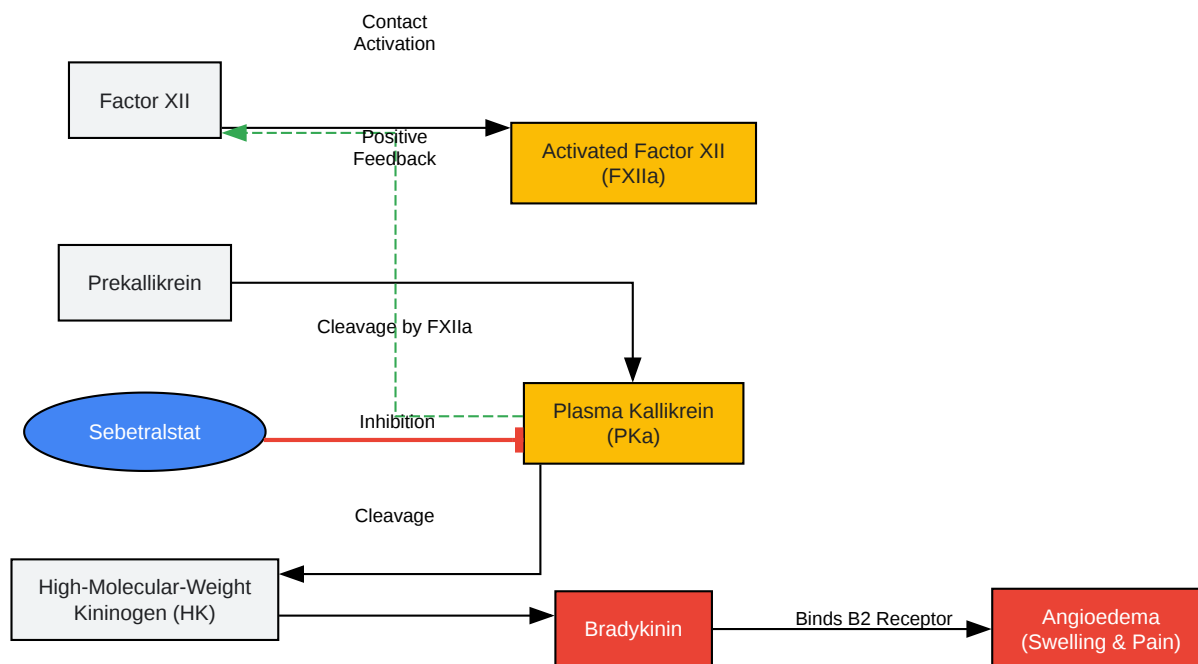 Contact
Activation
Factor XII
Positive
Feedback
Activated Factor XII
(FXIIa)
Prekallikrein
Cleavage by FXIIa
Sebetralstat
Inhibition
Plasma Kallikrein
(PKa)
Cleavage
High-Molecular-Weight
Kininogen (HK)
Bradykinin
Binds B2 Receptor
Angioedema
(Swelling & Pain)